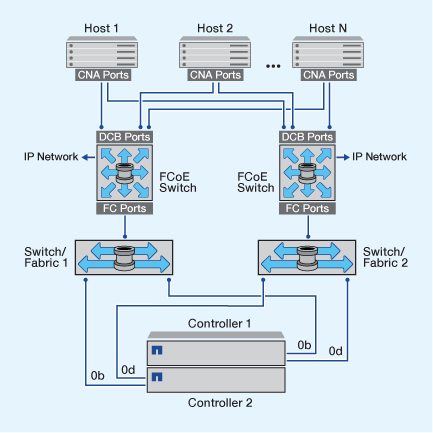 Host 1
Host 2
Host N
CNA Ports
CNA Ports
...
CNA Ports
DCB Ports
DCB Ports
IP Network
FCoE
Switch
FCoE
Switch
IP Network
FC Ports
FC Ports
Switch/
Fabric 1
Switch/
Fabric 2
Controller 1
0b
0d
0b
0d
Controller 2